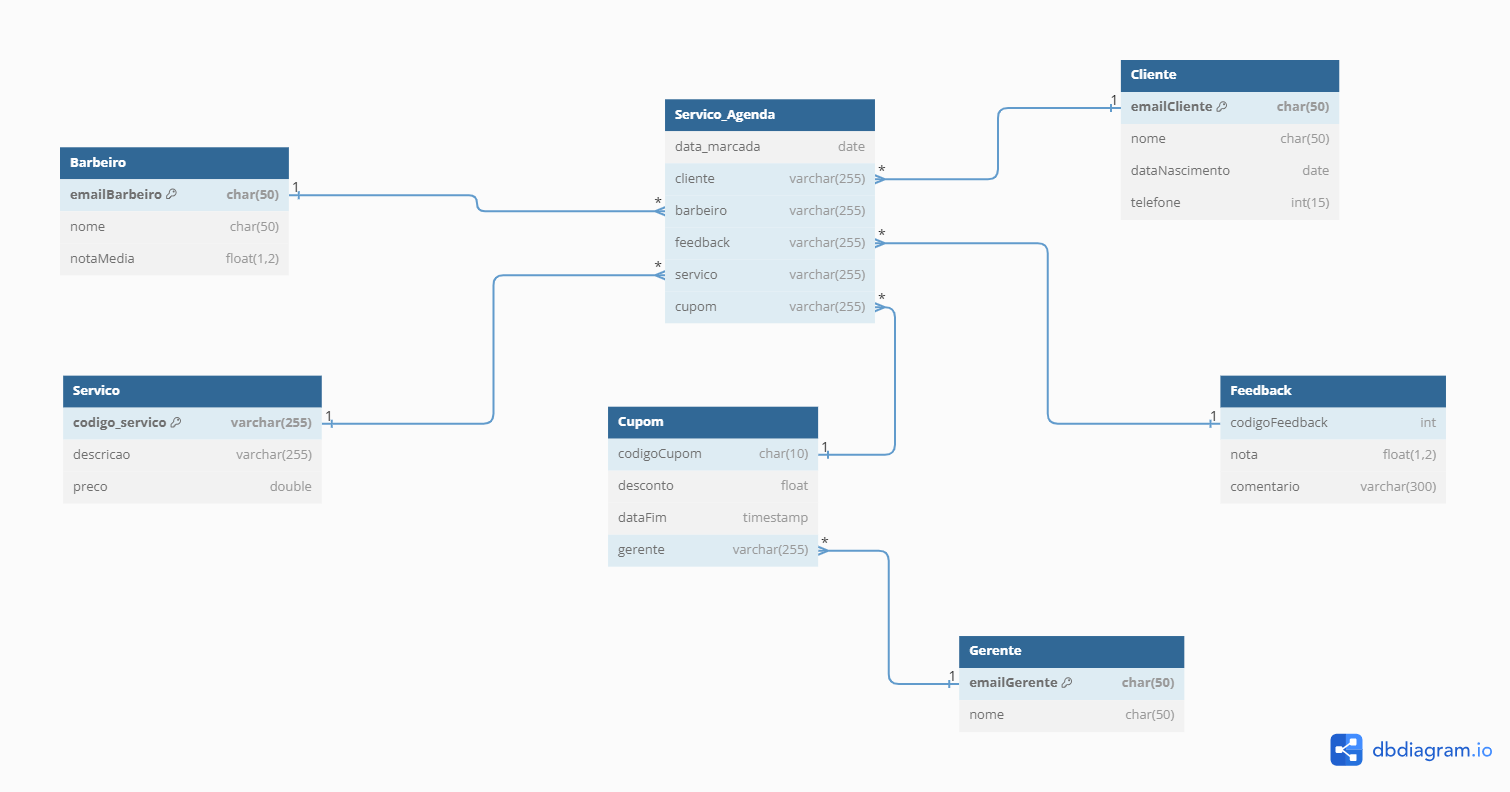 Cliente
emailCliente char(50)
nome char(50)
dataNascimento date
telefone int(15)
1
Servico_Agenda
data_marcada date
cliente varchar(255)
barbeiro varchar(255)
feedback varchar(255)
servico varchar(255)
cupom varchar(255)
*
*
*
*
*
Barbeiro
emailBarbeiro char(50)
nome char(50)
notaMedia float(1,2)
1
Servico
codigo_servico varchar(255)
descricao varchar(255)
preco double
1
Cupom
codigoCupom char(10)
desconto float
dataFim timestamp
gerente varchar(255)
1
*
Feedback
codigoFeedback int
nota float(1,2)
comentario varchar(300)
1
Gerente
emailGerente char(50)
nome char(50)
1
dbdiagram.io